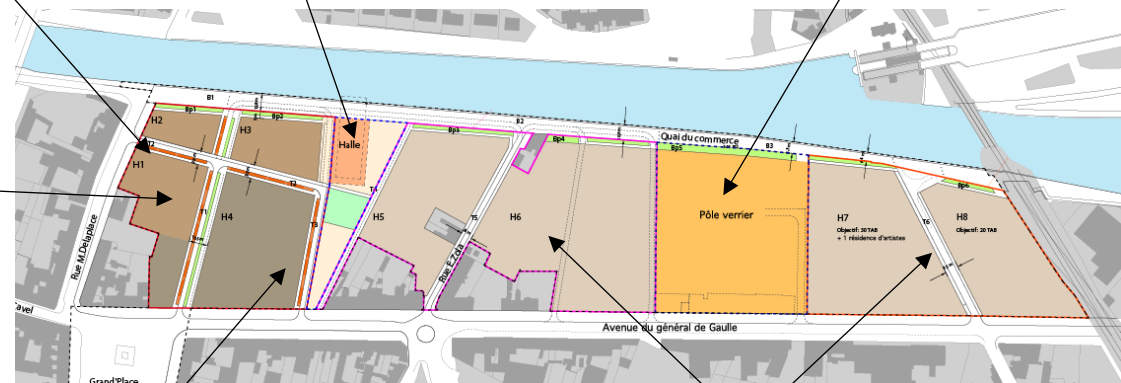 B1
Bp1
Bp2
B2
H2
H3
Halle
Bp3
Bp4
Quai du commerce
B3
Bp5
T2
H1
T2
T4
Bp6
Rue M.Delaplace
T1
H4
T3
H5
T5
H6
Pôle verrier
H7
Objectif: 30 TAB
+ 1 résidence d'artistes
T6
H8
Objectif: 20 TAB
Rue E.Zola
avel
Avenue du général de Gaulle
Grand'Place